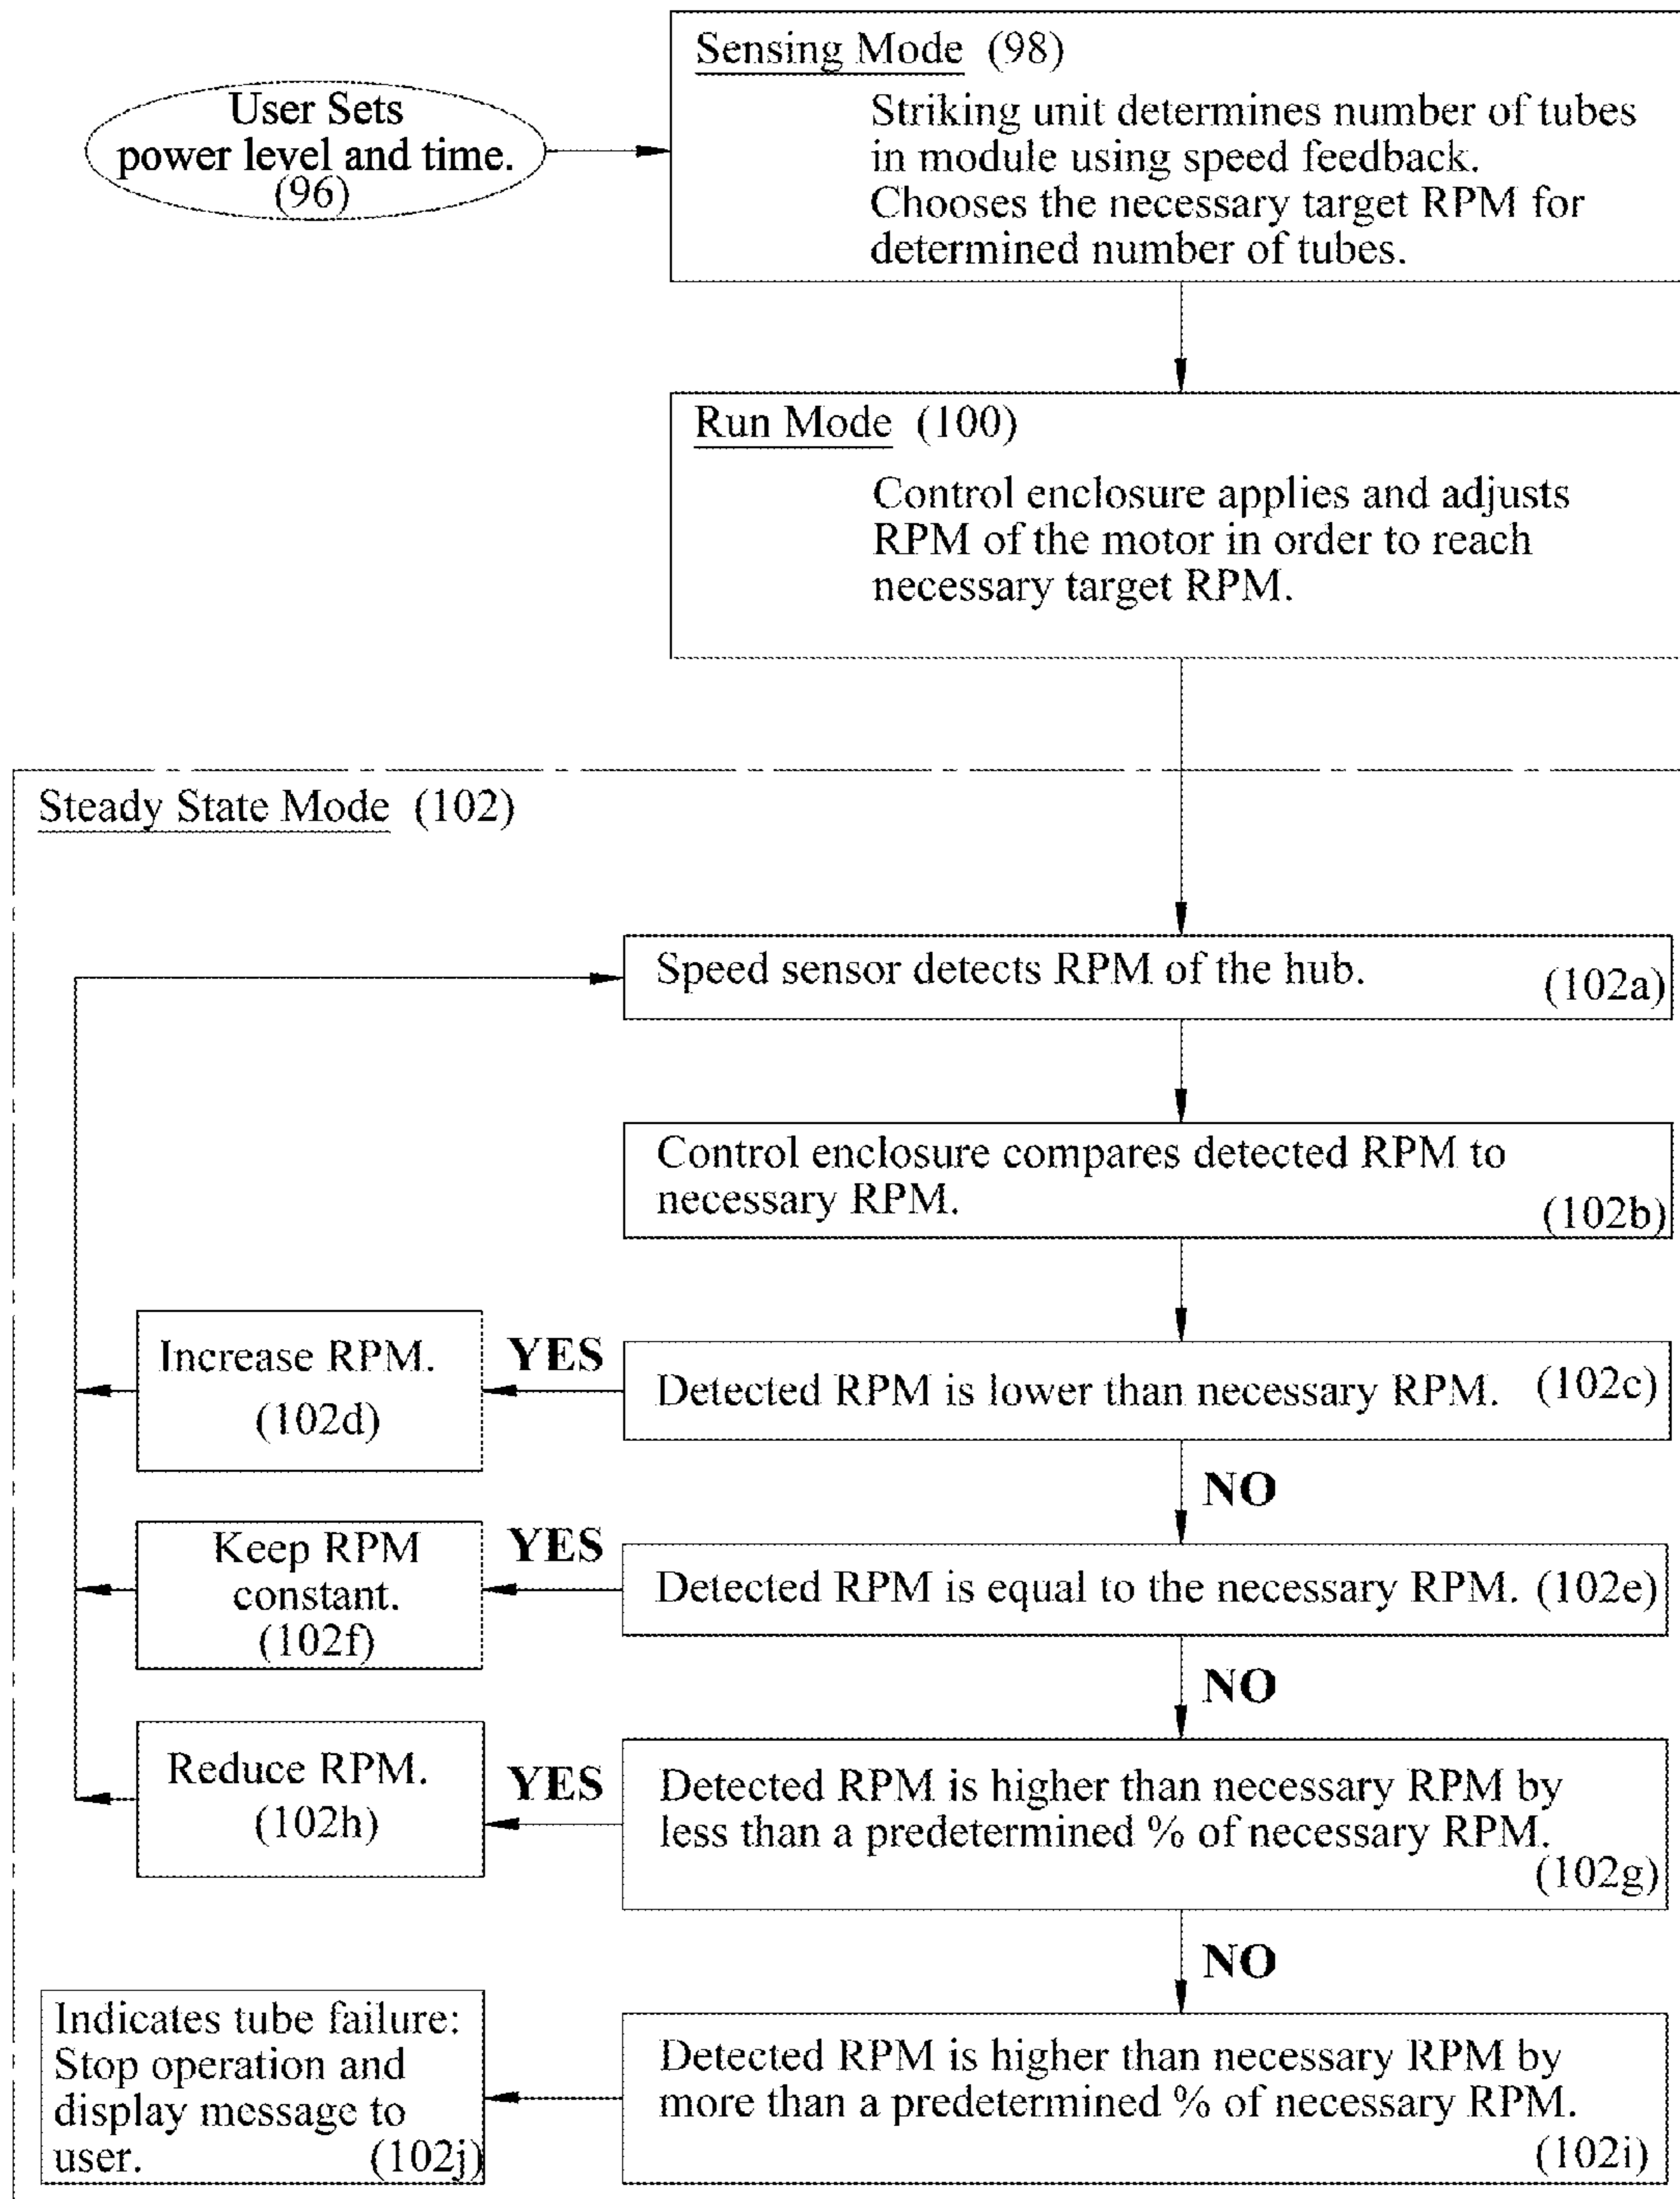 User Sets
power level and time.
(96)
Sensing Mode (98)
Striking unit determines number of tubes
in module using speed feedback.
Chooses the necessary target RPM for
determined number of tubes.
Run Mode (100)
Control enclosure applies and adjusts
RPM of the motor in order to reach
necessary target RPM.
Steady State Mode (102)
Speed sensor detects RPM of the hub.
(102a)
Control enclosure compares detected RPM to
necessary RPM.
(102b)
Increase RPM.
(102d)
YES
Detected RPM is lower than necessary RPM. (102c)
NO
Keep RPM
constant.
(102f)
YES
Detected RPM is equal to the necessary RPM. (102e)
NO
Reduce RPM.
(102h)
YES
Detected RPM is higher than necessary RPM by
less than a predetermined % of necessary RPM.
(102g)
NO
Indicates tube failure:
Stop operation and
display message to
user. (102j)
Detected RPM is higher than necessary RPM by
more than a predetermined % of necessary RPM.
(102i)